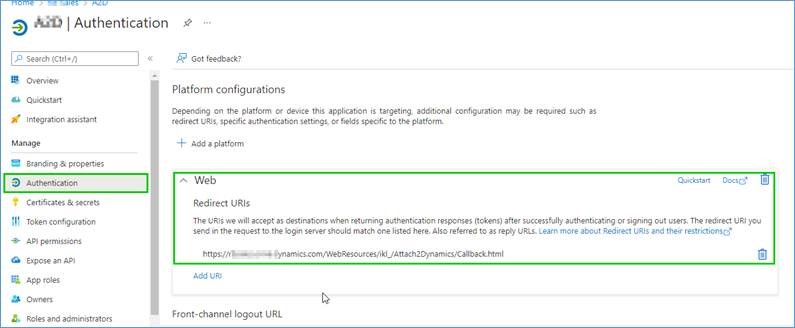 Home > Sales > A2D
A2D | Authentication
Search (Ctrl+/)
Got feedback?
Overview
Quickstart
Integration assistant
Manage
Branding & properties
Authentication
Certificates & secrets
Token configuration
API permissions
Expose an API
App roles
Owners
Roles and administrators
Platform configurations
Depending on the platform or device this application is targeting, additional configuration may be required such as
redirect URIs, specific authentication settings, or fields specific to the platform.
Add a platform
Web
Quickstart
Docs
Redirect URIs
The URIs we will accept as destinations when returning authentication responses (tokens) after successfully authenticating or signing out users. The redirect URI you
send in the request to the login server should match one listed here. Also referred to as reply URLs. Learn more about Redirect URIs and their restrictions
https://r ynamics.com/WebResources/ikl_/Attach2Dynamics/Callback.html
Add URI
Front-channel logout URL